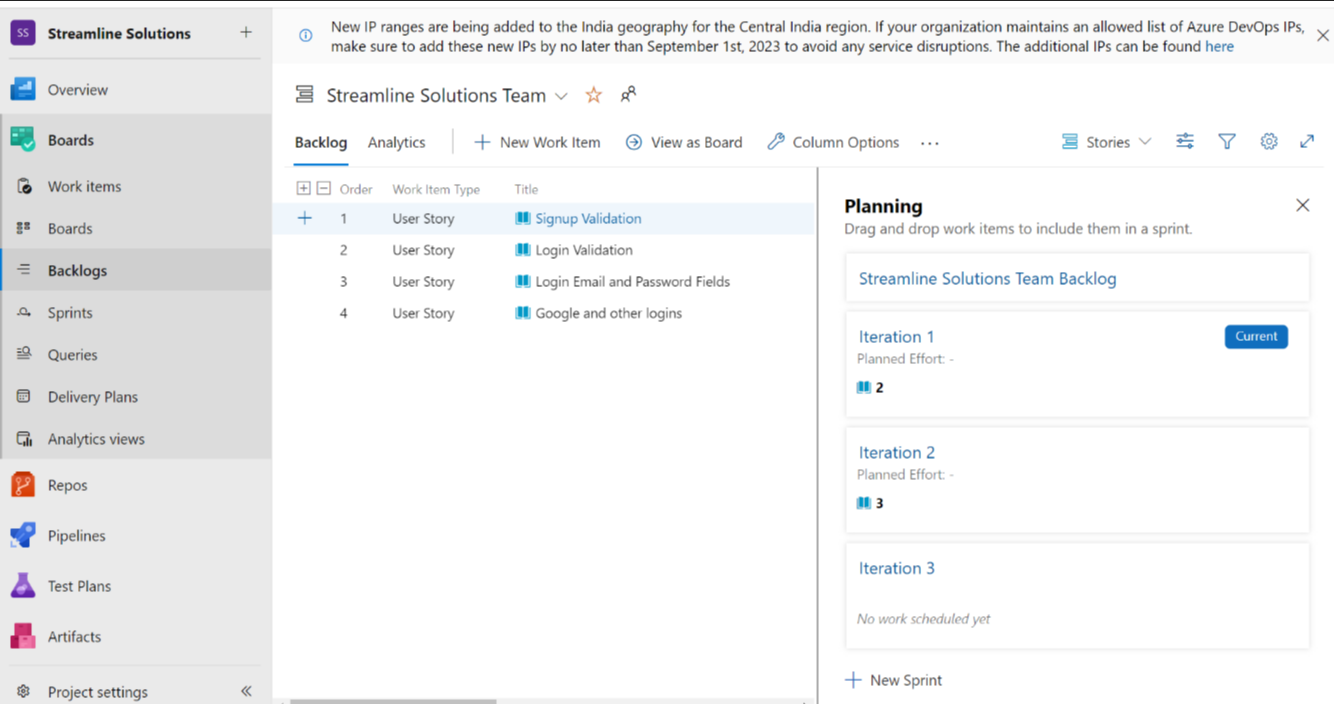 SS Streamline Solutions
Overview
Boards
Work items
Boards
Backlogs
Sprints
Queries
Delivery Plans
Analytics views
Repos
Pipelines
Test Plans
Artifacts
Project settings
New IP ranges are being added to the India geography for the Central India region. If your organization maintains an allowed list of Azure DevOps IPs,
make sure to add these new IPs by no later than September 1st, 2023 to avoid any service disruptions. The additional IPs can be found here
Streamline Solutions Team
Backlog Analytics New Work Item View as Board Column Options Stories
Order Work Item Type Title
1 User Story Signup Validation
2 User Story Login Validation
3 User Story Login Email and Password Fields
4 User Story Google and other logins
Planning
Drag and drop work items to include them in a sprint.
Streamline Solutions Team Backlog
Iteration 1 Current
Planned Effort: -
2
Iteration 2
Planned Effort: -
3
Iteration 3
No work scheduled yet
New Sprint